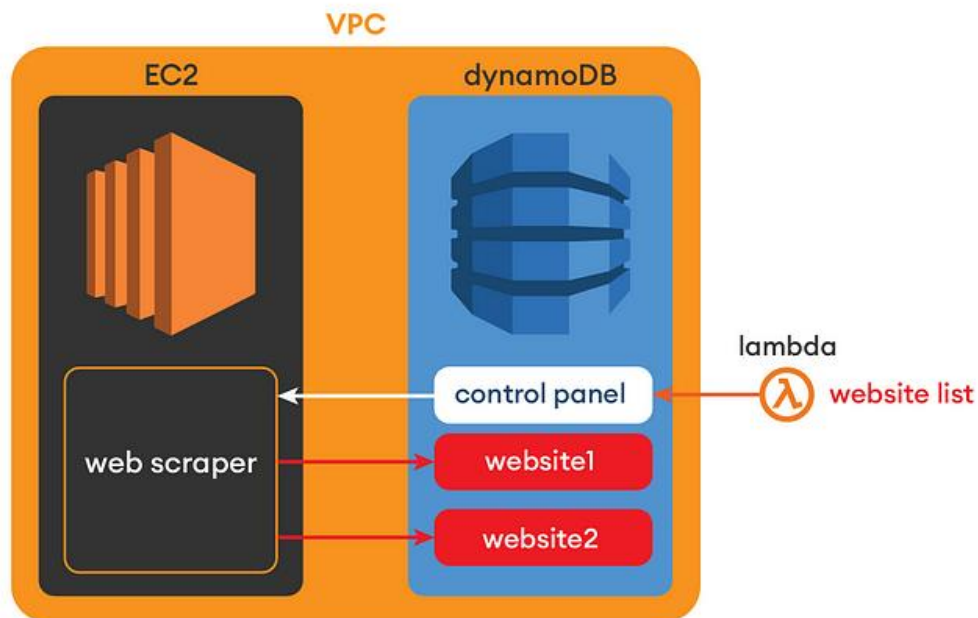 VPC
EC2
dynamoDB
lambda
control panel
λ website list
web scraper
website1
website2